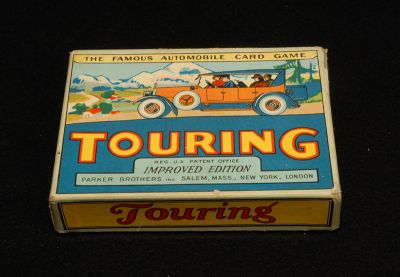 THE FAMOUS AUTOMOBILE CARD GAME
TOURING
REG. U.S. PATENT OFFICE
IMPROVED EDITION
PARKER BROTHERS INC. SALEM, MASS., NEW YORK, LONDON
Touring